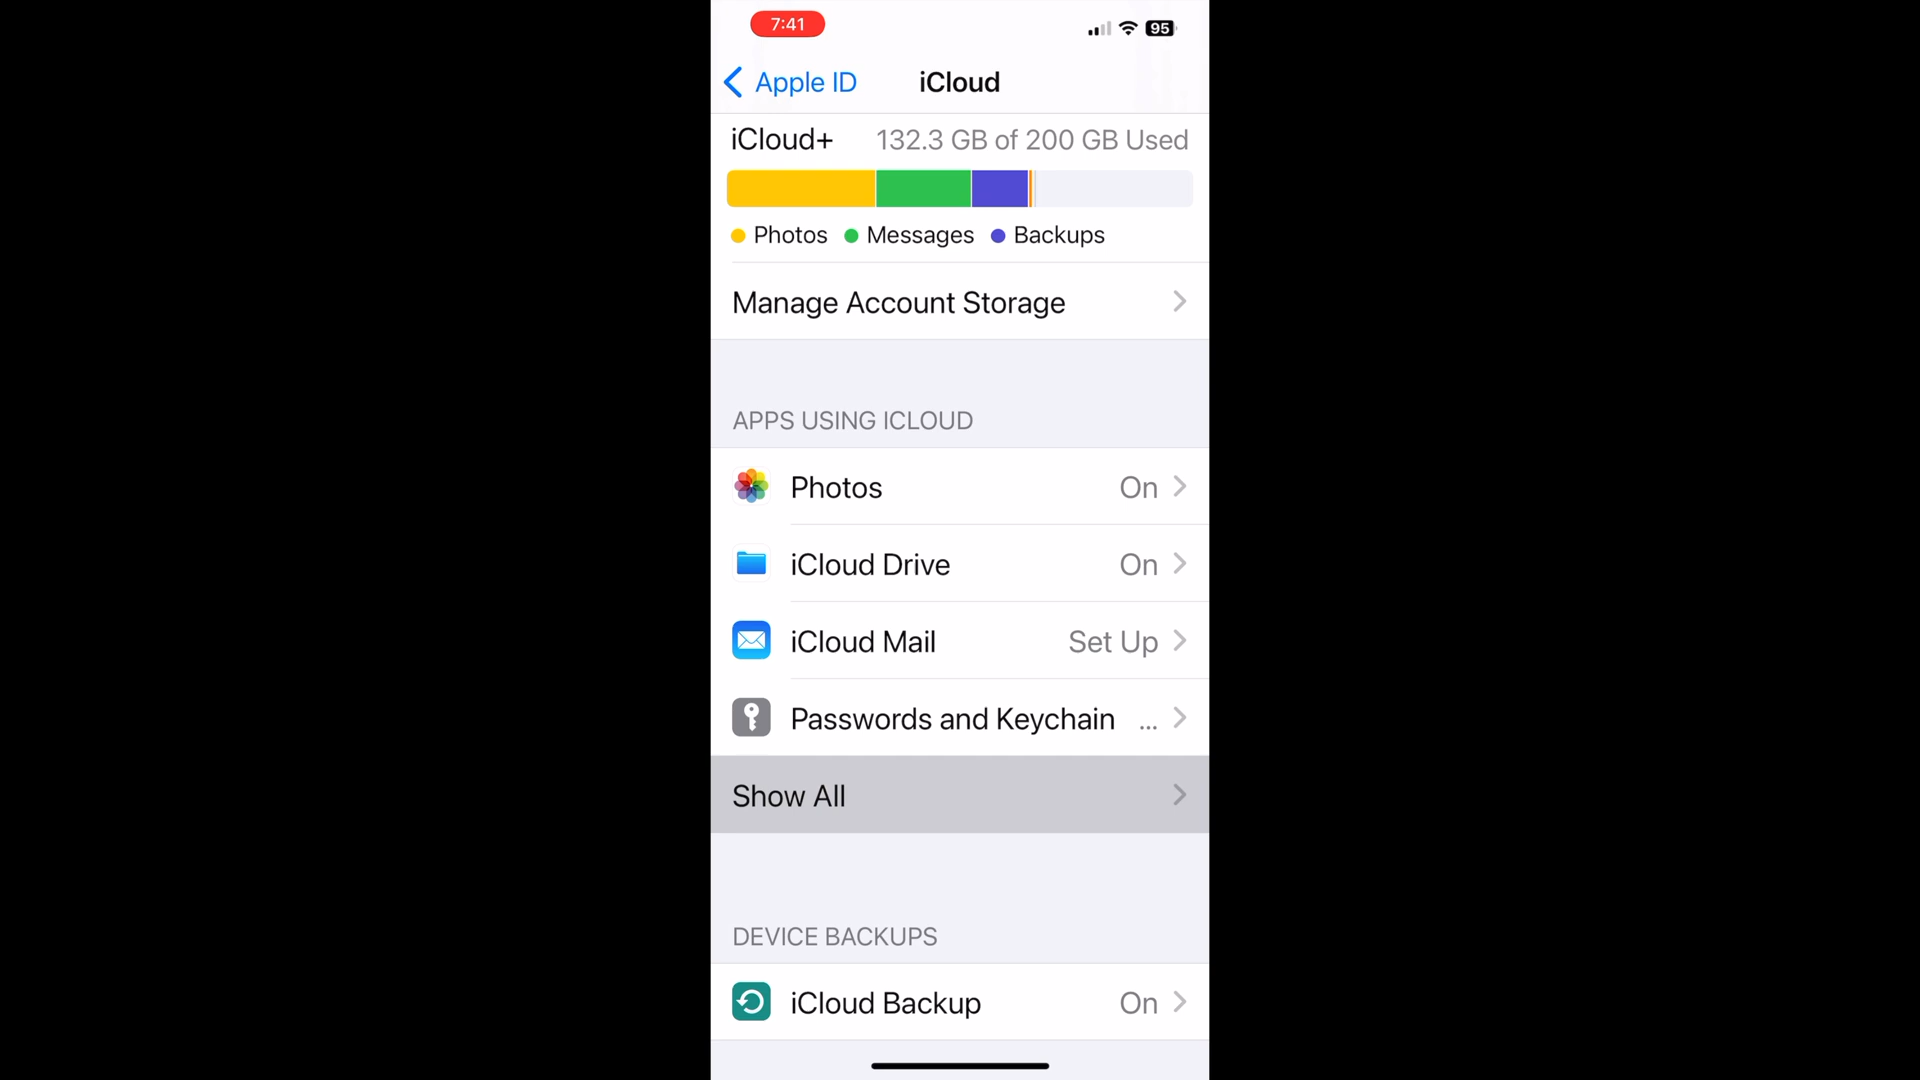 7:41
95
Apple ID
iCloud
iCloud+ 132.3 GB of 200 GB Used
Photos Messages Backups
Manage Account Storage
APPS USING ICLOUD
Photos On
iCloud Drive On
iCloud Mail Set Up
Passwords and Keychain ...
Show All
DEVICE BACKUPS
iCloud Backup On